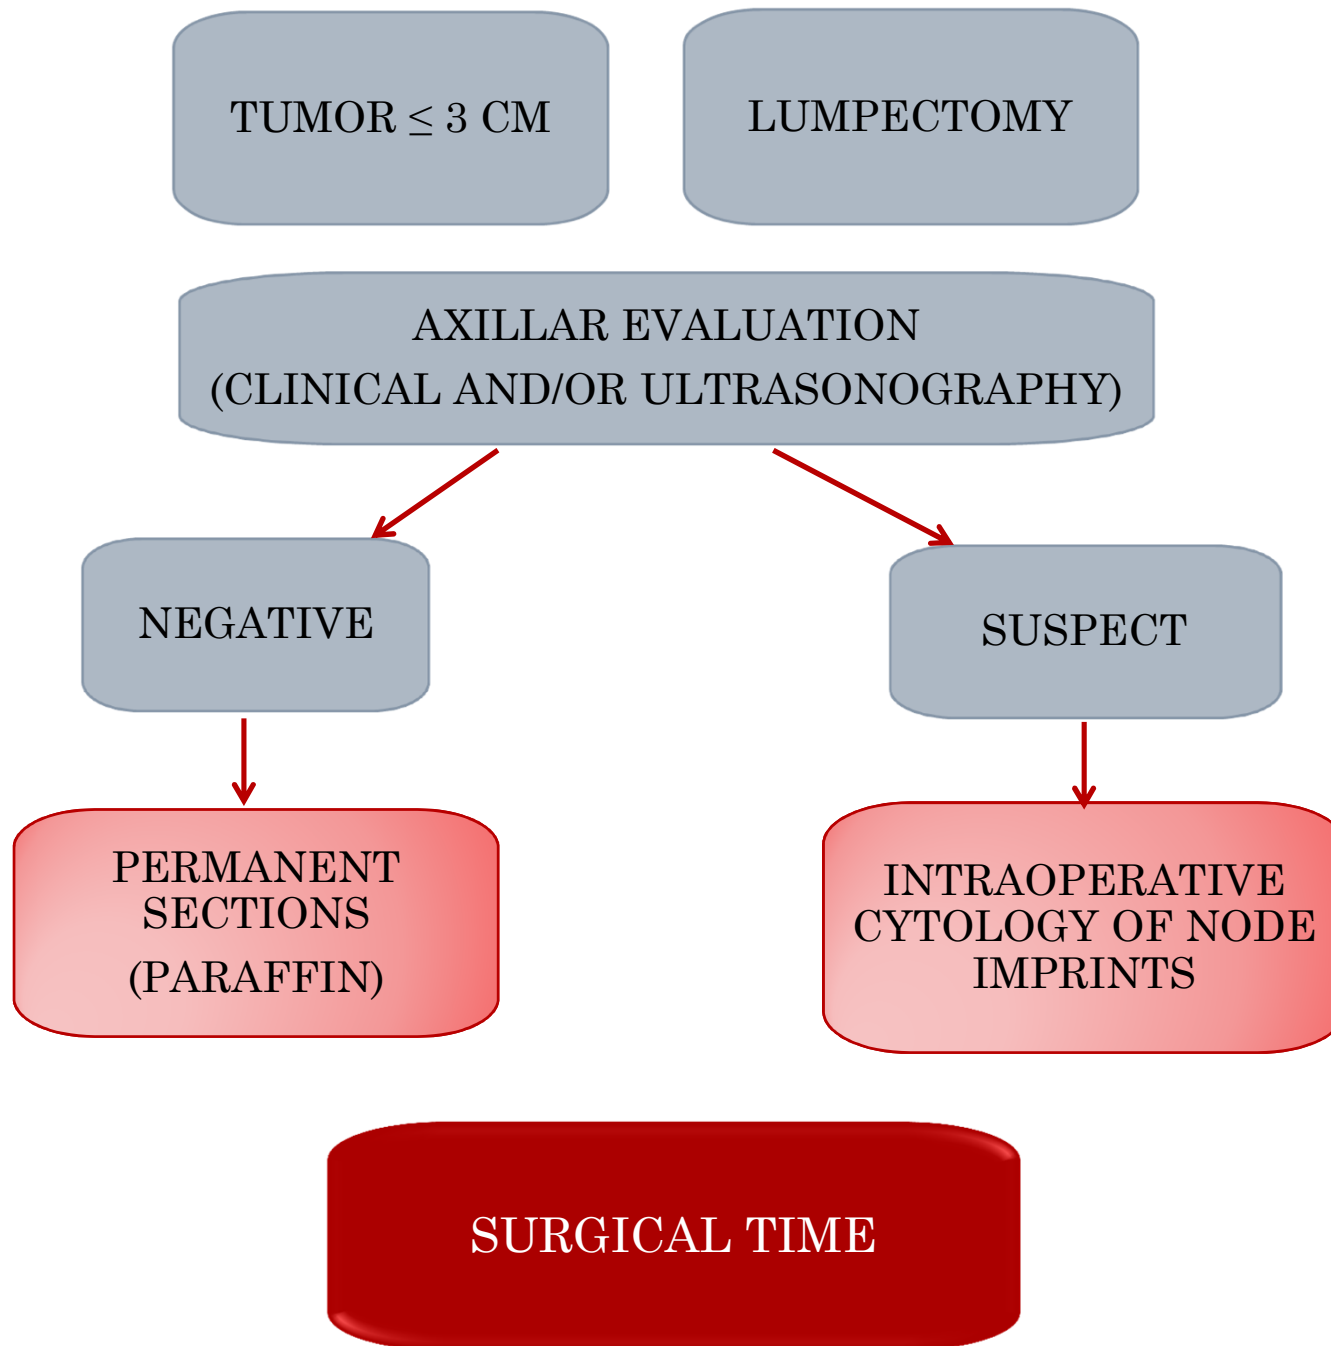 TUMOR ≤ 3 CM
LUMPECTOMY
AXILLAR EVALUATION
(CLINICAL AND/OR ULTRASONOGRAPHY)
NEGATIVE
SUSPECT
PERMANENT
SECTIONS
(PARAFFIN)
INTRAOPERATIVE
CYTOLOGY OF NODE
IMPRINTS
SURGICAL TIME